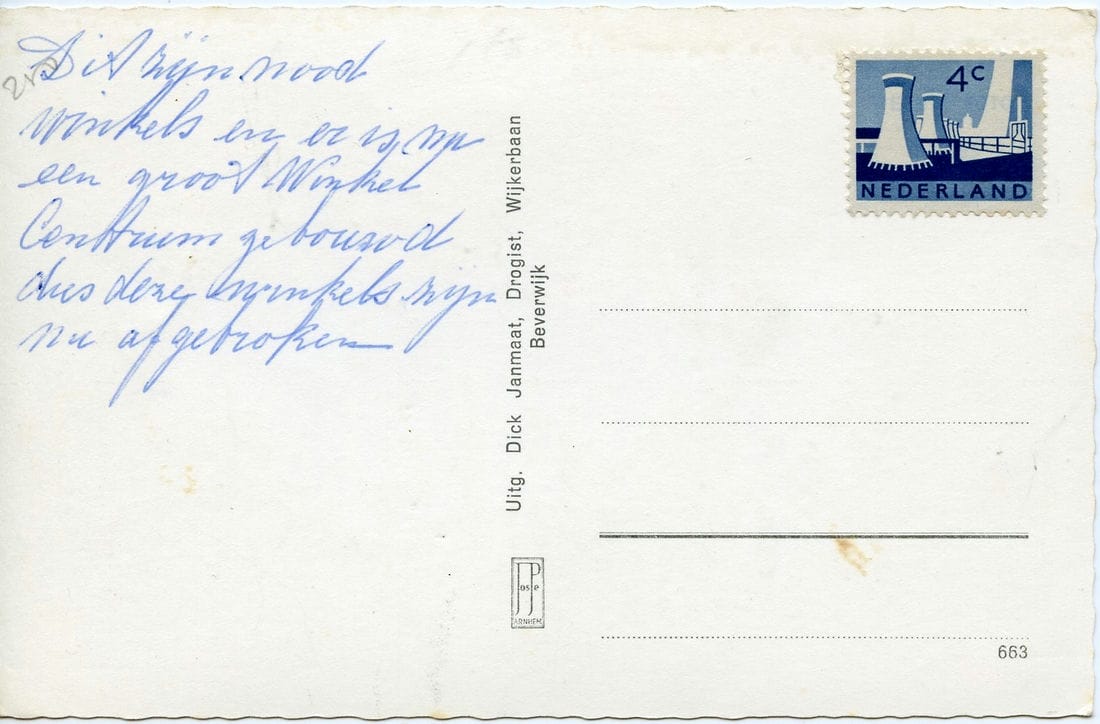 Dit zijn nood
winkels en er is nu
een groot Winkel
Centrum gebouwd
dus deze winkels zijn
nu afgebroken
Uitg. Dick Janmaat, Drogist, Wijkerbaan
Beverwijk
JosPe
ARNHEM
4c
NEDERLAND
663